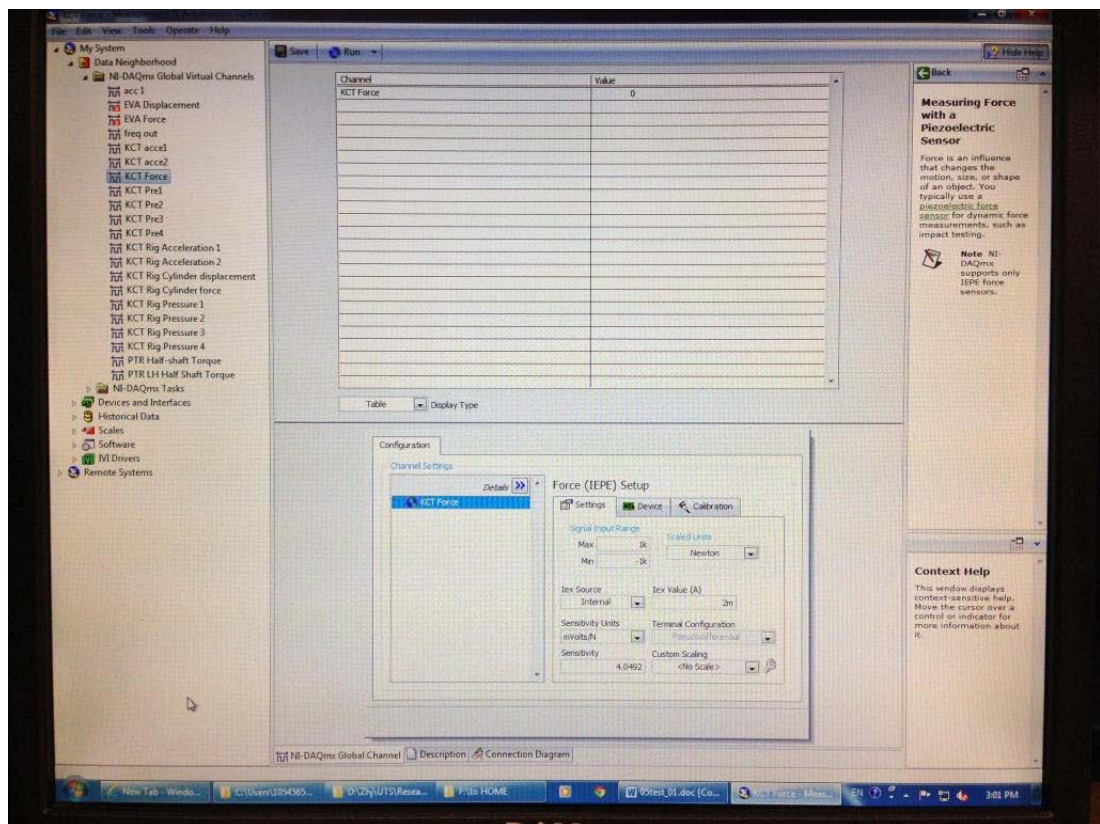 File Edit View Tools Operate Help
My System
Data Neighborhood
NI-DAQmx Global Virtual Channels
acc 1
EVA Displacement
EVA Force
freq out
KCT accel
KCT acce2
KCT Force
KCT Pre1
KCT Pre2
KCT Pre3
KCT Pre4
KCT Rig Acceleration 1
KCT Rig Acceleration 2
KCT Rig Cylinder displacement
KCT Rig Cylinder force
KCT Rig Pressure 1
KCT Rig Pressure 2
KCT Rig Pressure 3
KCT Rig Pressure 4
PTR Half-shaft Torque
PTR LH Half Shaft Torque
NI-DAQmx Tasks
Devices and Interfaces
Historical Data
Scales
Software
IVI Drivers
Remote Systems
Save Run
Hide Help
Channel Value
KCT Force 0
Table Display Type
Configuration
Channel Settings
Details
KCT Force
Force (IEPE) Setup
Settings Device Calibration
Signal Input Range
Scaled Units
Max 1k
Newton
Min -1k
Iex Source Iex Value (A)
Internal 2m
Sensitivity Units Terminal Configuration
mVolts/N Pseudodifferential
Sensitivity Custom Scaling
4.0492 <No Scale>
NI-DAQmx Global Channel Description Connection Diagram
Back
Measuring Force
with a
Piezoelectric
Sensor
Force is an influence
that changes the
motion, size, or shape
of an object. You
typically use a
piezoelectric force
sensor for dynamic force
measurements, such as
impact testing.
Note NI-
DAQmx
supports only
IEPE force
sensors.
Context Help
This window displays
context-sensitive help.
Move the cursor over a
control or indicator for
more information about
it.
New Tab - Windo... C:\Users\1054365... D:\Zhj\UTS\Resea... F:\to HOME 05test_01.doc [Co... KCT Force - Meas... EN 3:01 PM